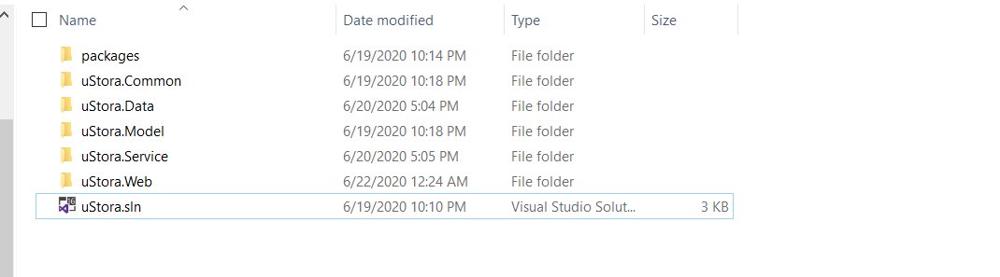 Name Date modified Type Size
packages 6/19/2020 10:14 PM File folder
uStora.Common 6/19/2020 10:18 PM File folder
uStora.Data 6/20/2020 5:04 PM File folder
uStora.Model 6/19/2020 10:18 PM File folder
uStora.Service 6/20/2020 5:05 PM File folder
uStora.Web 6/22/2020 12:24 AM File folder
uStora.sln 6/19/2020 10:10 PM Visual Studio Solut... 3 KB